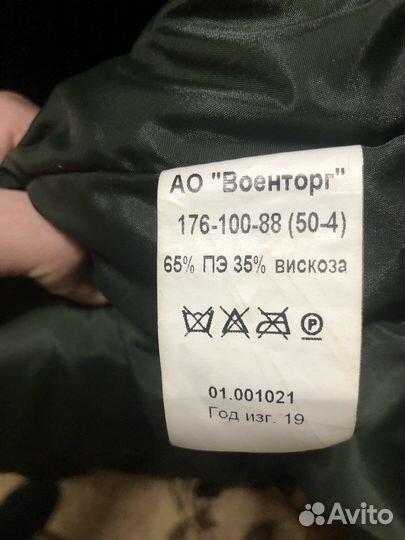 АО "Военторг"
176-100-88 (50-4)
65% ПЭ 35% вискоза
P
01.001021
Год изг. 19
Avito